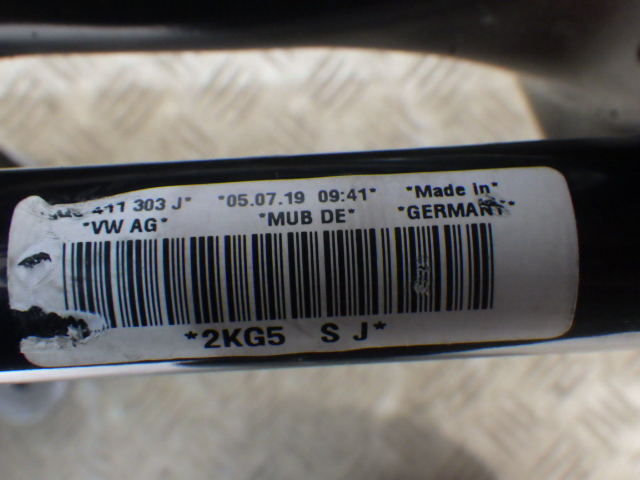 411 303 J* *05.07.19 09:41* *Made in*
*VW AG* *MUB DE* *GERMANY*
*2KG5 S J*